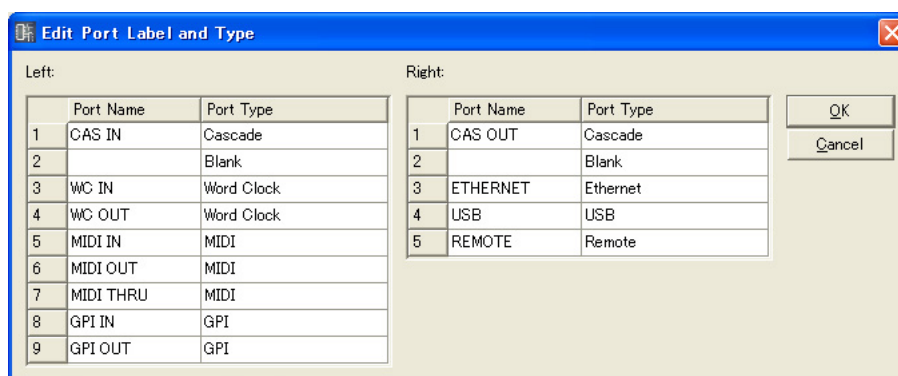 Edit Port Label and Type
Left:
Port Name Port Type
1 CAS IN Cascade
2 Blank
3 WC IN Word Clock
4 WC OUT Word Clock
5 MIDI IN MIDI
6 MIDI OUT MIDI
7 MIDI THRU MIDI
8 GPI IN GPI
9 GPI OUT GPI
Right:
Port Name Port Type
1 CAS OUT Cascade
2 Blank
3 ETHERNET Ethernet
4 USB USB
5 REMOTE Remote
OK
Cancel